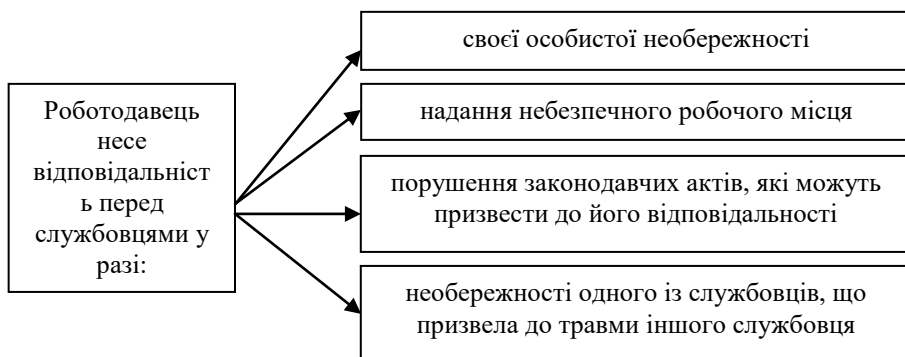 Роботодавець
несе
відповідальніст
ь перед
службовцями у
разі:
своєї особистої необережності
надання небезпечного робочого місця
порушення законодавчих актів, які можуть
призвести до його відповідальності
необережності одного із службовців, що
призвела до травми іншого службовця